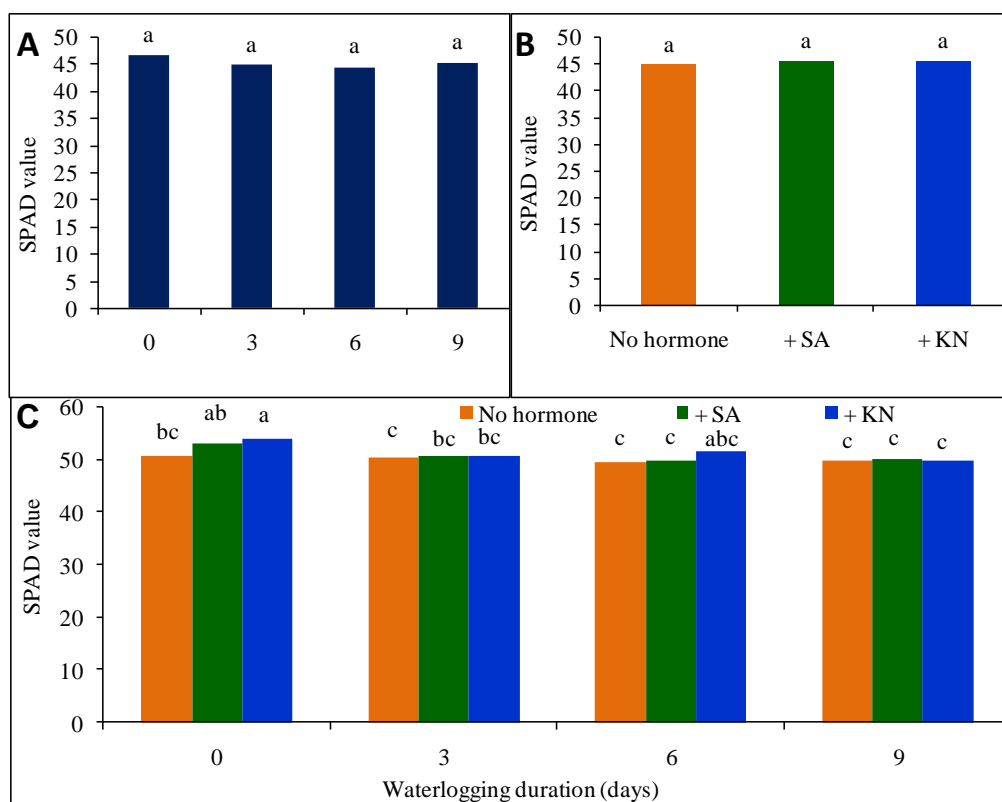 A
a a a a
50
45
40
35
30
25
20
15
10
5
0
SPAD value
0 3 6 9
B
a a a
50
45
40
35
30
25
20
15
10
5
0
SPAD value
No hormone + SA + KN
C
No hormone + SA + KN
bc ab a c bc bc c c abc c c c
60
50
40
30
20
10
0
SPAD value
0 3 6 9
Waterlogging duration (days)